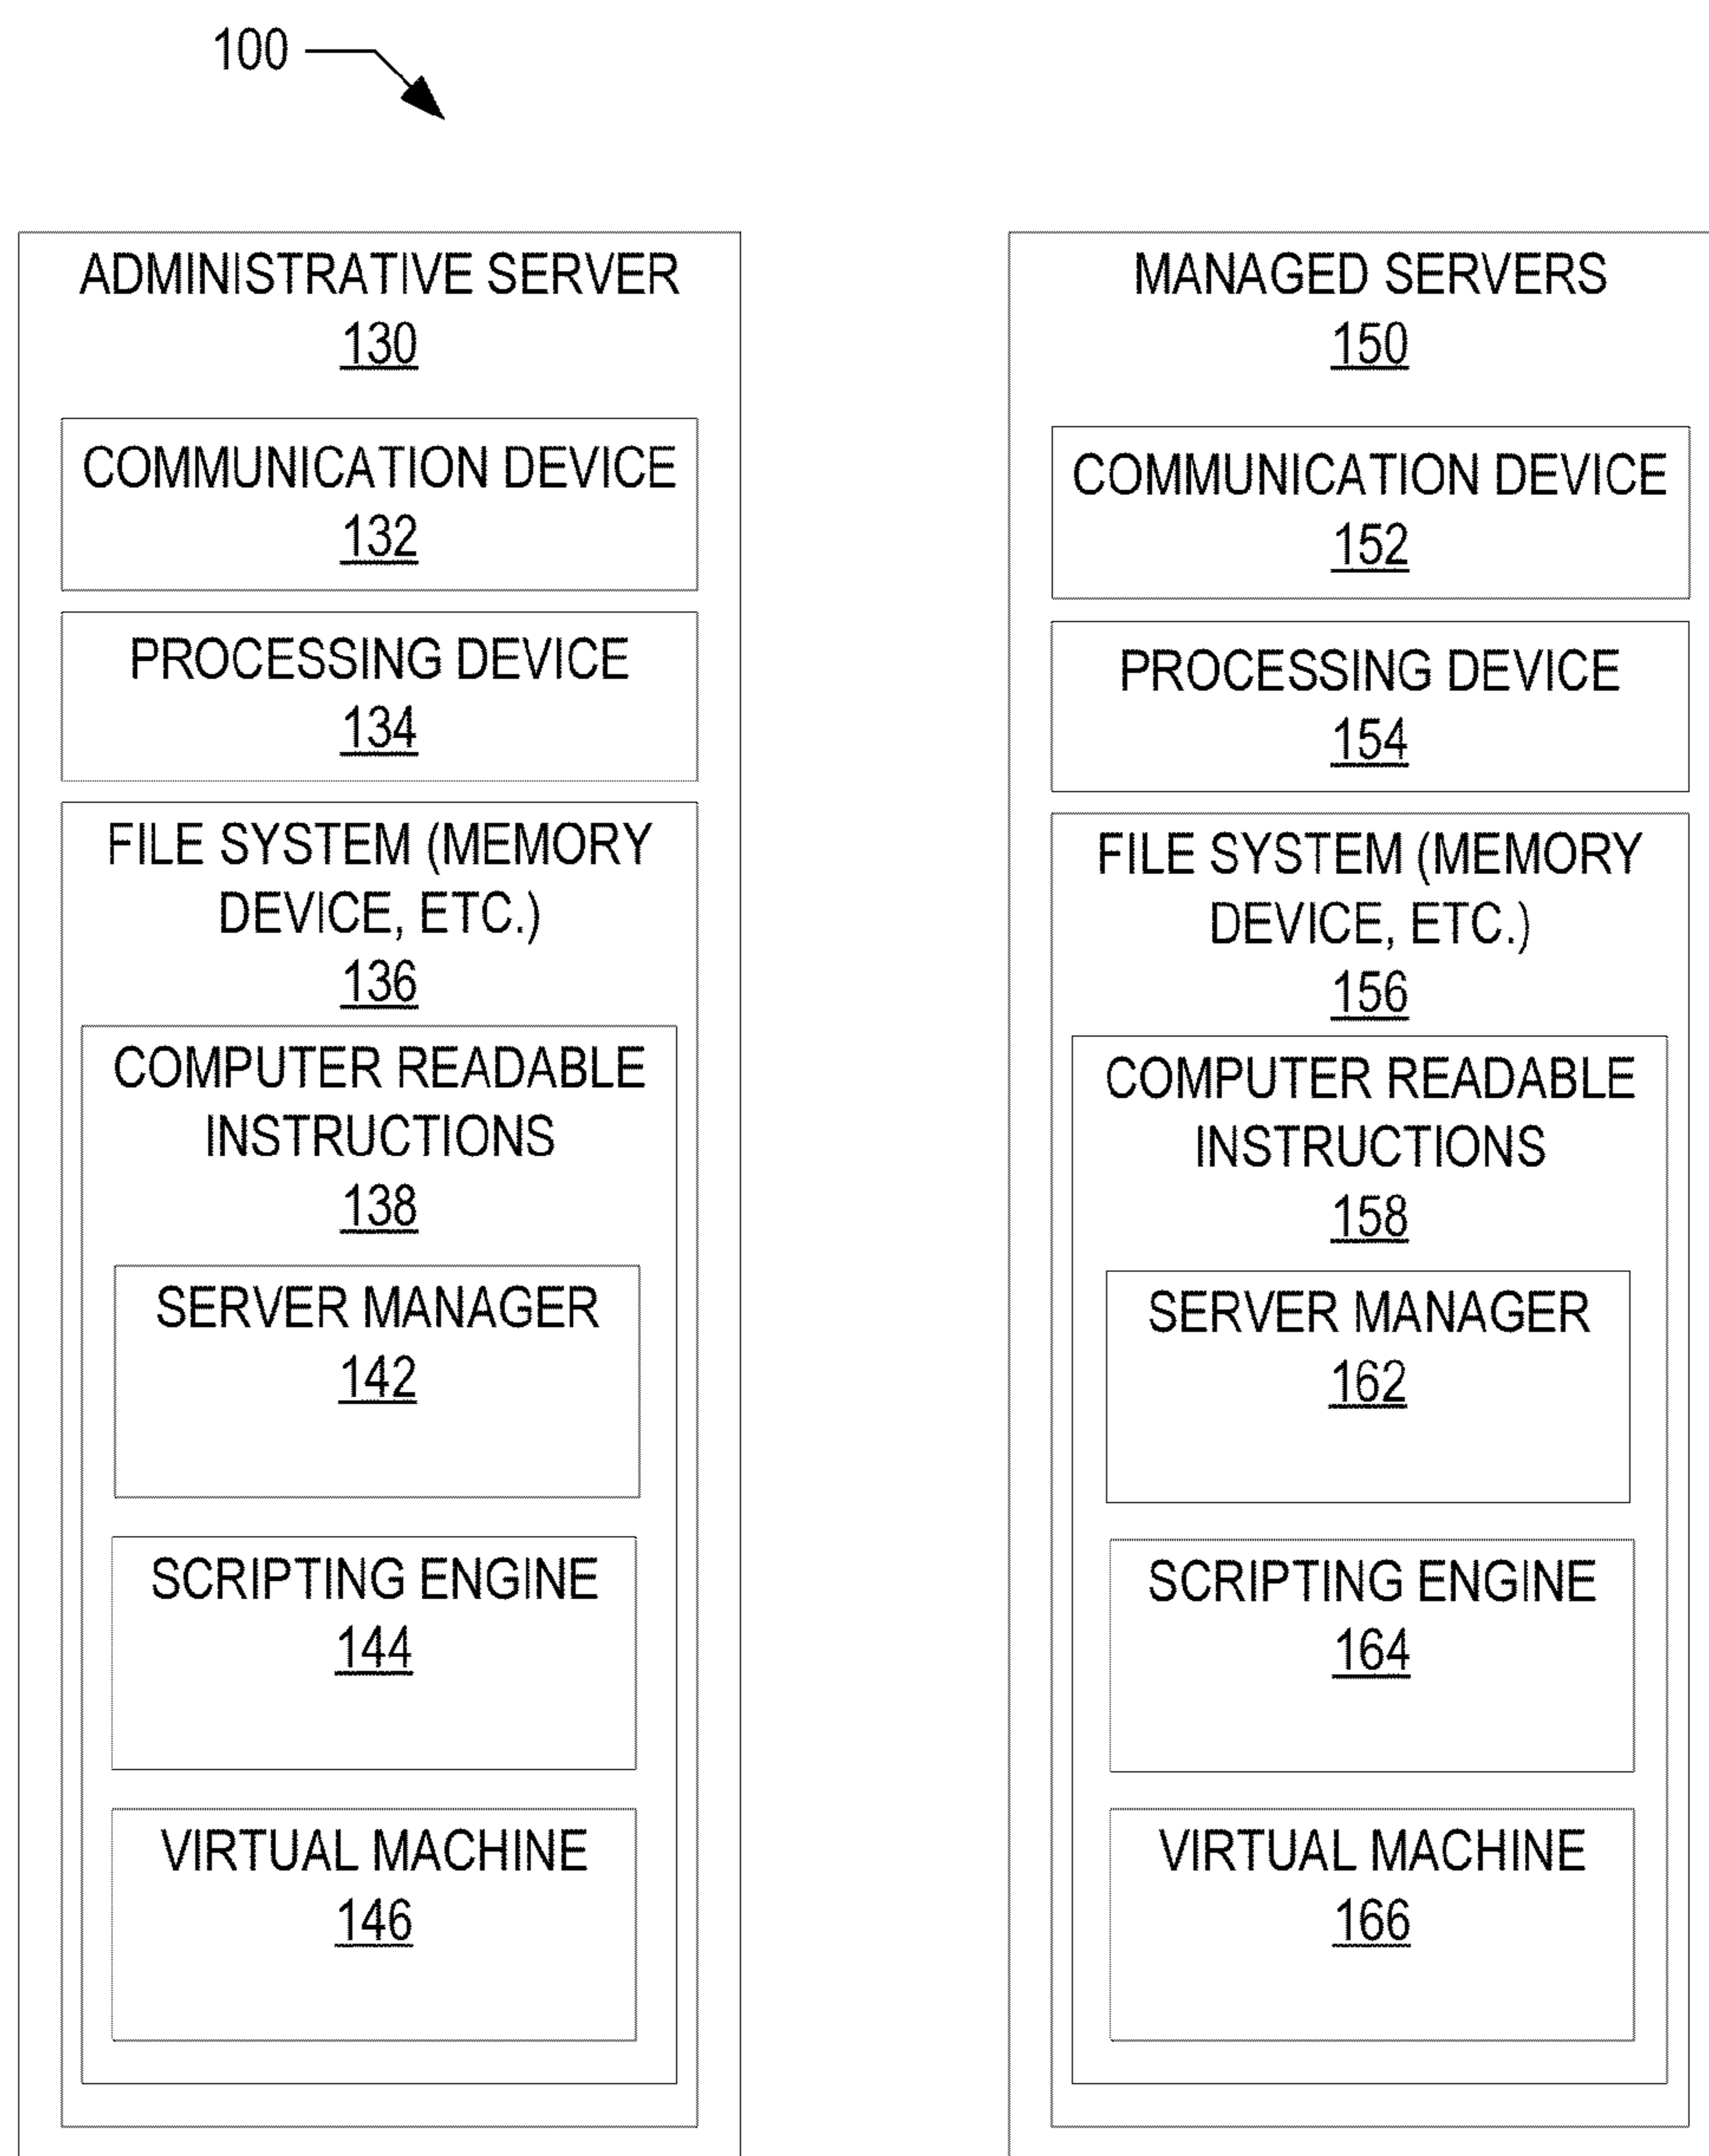 100
ADMINISTRATIVE SERVER
130
COMMUNICATION DEVICE
132
PROCESSING DEVICE
134
FILE SYSTEM (MEMORY
DEVICE, ETC.)
136
COMPUTER READABLE
INSTRUCTIONS
138
SERVER MANAGER
142
SCRIPTING ENGINE
144
VIRTUAL MACHINE
146
MANAGED SERVERS
150
COMMUNICATION DEVICE
152
PROCESSING DEVICE
154
FILE SYSTEM (MEMORY
DEVICE, ETC.)
156
COMPUTER READABLE
INSTRUCTIONS
158
SERVER MANAGER
162
SCRIPTING ENGINE
164
VIRTUAL MACHINE
166